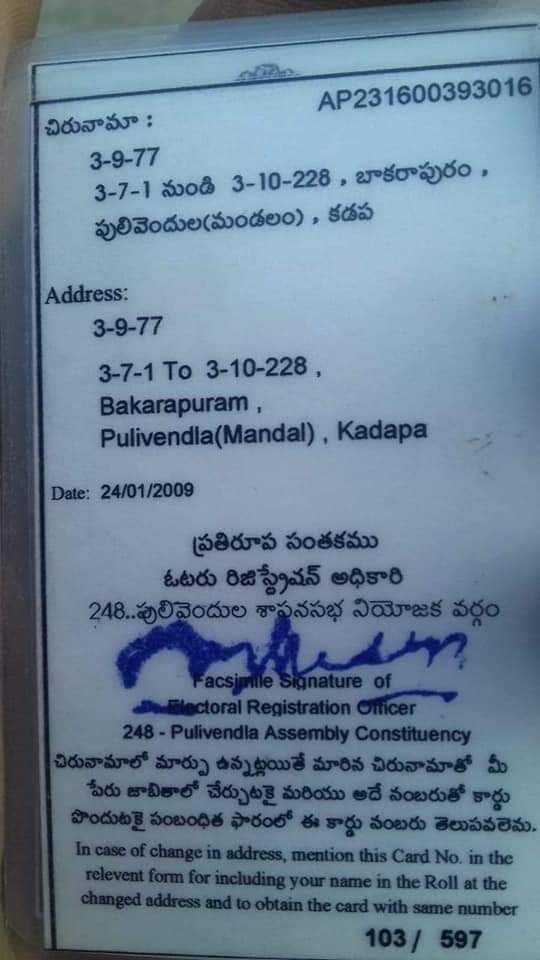 AP231600393016
చిరునామా :
3-9-77
3-7-1 నుండి 3-10-228 , బాకరాపురం ,
పులివెందుల(మండలం) , కడప
Address:
3-9-77
3-7-1 To 3-10-228 ,
Bakarapuram ,
Pulivendla(Mandal) , Kadapa
Date: 24/01/2009
ప్రతిరూప సంతకము
ఓటరు రిజిస్ట్రేషన్ అధికారి
248..పులివెందుల శాసనసభ నియోజక వర్గం
Facsimile Signature of
Electoral Registration Officer
248 - Pulivendla Assembly Constituency
చిరునామాలో మార్పు ఉన్నట్లయితే మారిన చిరునామాతో మీ
పేరు జాబితాలో చేర్చుటకై మరియు అదే నంబరుతో కార్డు
పొందుటకై సంబంధిత ఫారంలో ఈ కార్డు నంబరు తెలుపవలెను.
In case of change in address, mention this Card No. in the
relevent form for including your name in the Roll at the
changed address and to obtain the card with same number
103 / 597